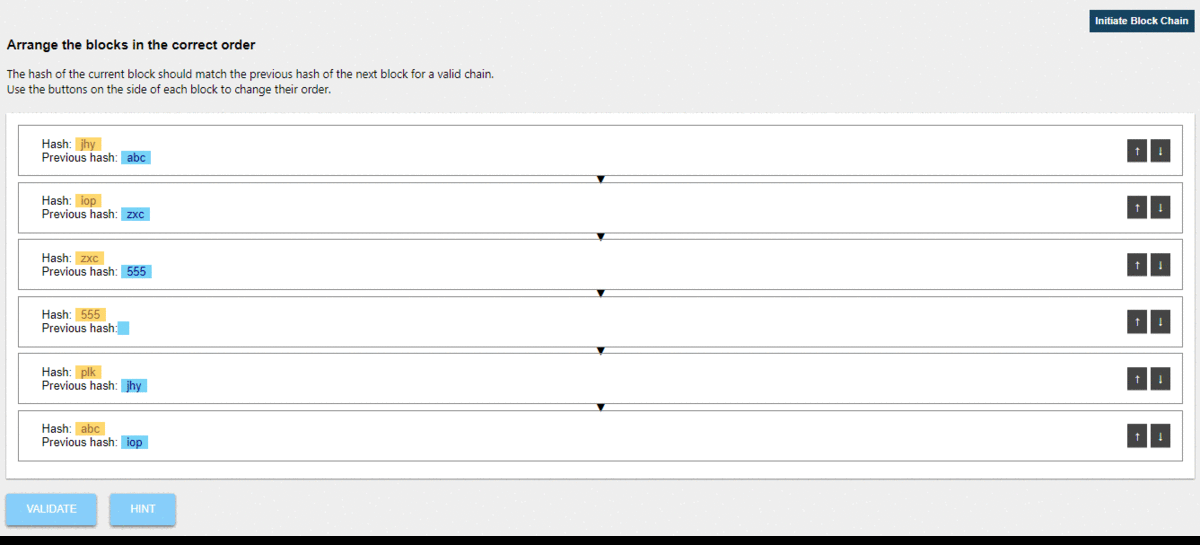 Initiate Block Chain
Arrange the blocks in the correct order
The hash of the current block should match the previous hash of the next block for a valid chain.
Use the buttons on the side of each block to change their order.
Hash: jhy
Previous hash: abc
↑ ↓
▼
Hash: iop
Previous hash: zxc
↑ ↓
▼
Hash: zxc
Previous hash: 555
↑ ↓
▼
Hash: 555
Previous hash:
↑ ↓
▼
Hash: plk
Previous hash: jhy
↑ ↓
▼
Hash: abc
Previous hash: iop
↑ ↓
VALIDATE HINT